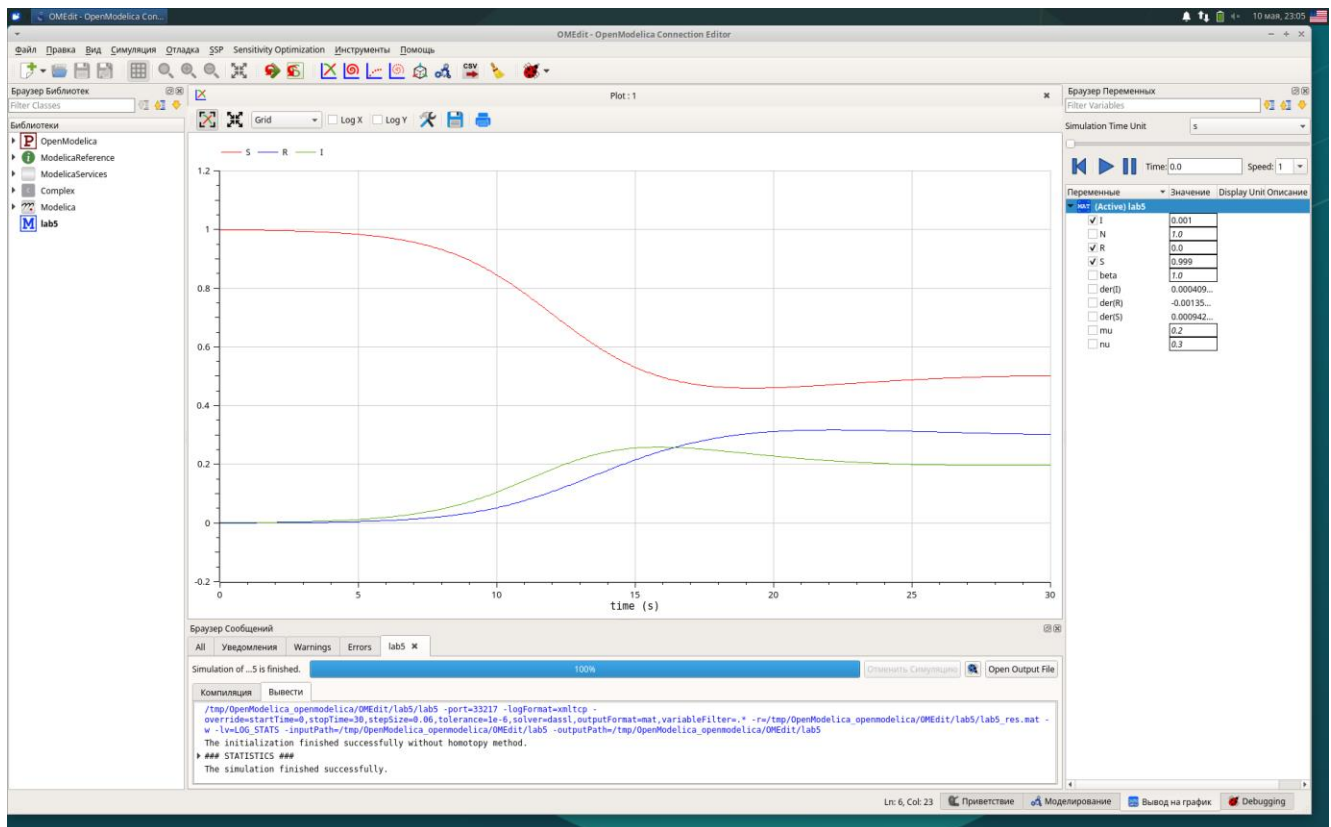 OMEdit - OpenModelica Con...
10 мая, 23:05
OMEdit - OpenModelica Connection Editor
Файл Правка Вид Симуляция Отладка SSP Sensitivity Optimization Инструменты Помощь
CSV
Браузер Библиотек
Filter Classes
Библиотеки
P OpenModelica
i ModelicaReference
ModelicaServices
Complex
Modelica
M lab5
Plot : 1
Grid Log X Log Y
S R I
1.2
1
0.8
0.6
0.4
0.2
0
-0.2
0 5 10 15 20 25 30
time (s)
Браузер Сообщений
All Уведомления Warnings Errors lab5
Simulation of ...5 is finished. 100% Отменить Симуляцию Open Output File
Компиляция Вывести
/tmp/OpenModelica_openmodelica/OMEdit/lab5/lab5 -port=33217 -logFormat=xmltcp -
override=startTime=0,stopTime=30,stepSize=0.06,tolerance=1e-6,solver=dassl,outputFormat=mat,variableFilter=.* -r=/tmp/OpenModelica_openmodelica/OMEdit/lab5/lab5_res.mat -
w -lv=LOG_STATS -inputPath=/tmp/OpenModelica_openmodelica/OMEdit/lab5 -outputPath=/tmp/OpenModelica_openmodelica/OMEdit/lab5
The initialization finished successfully without homotopy method.
### STATISTICS ###
The simulation finished successfully.
Браузер Переменных
Filter Variables
Simulation Time Unit s
Time: 0.0 Speed: 1
Переменные Значение Display Unit Описание
MAT (Active) lab5
I 0.001
N 1.0
R 0.0
S 0.999
beta 1.0
der(I) 0.000409...
der(R) -0.00135...
der(S) 0.000942...
mu 0.2
nu 0.3
Ln: 6, Col: 23 Приветствие Моделирование Вывод на график Debugging